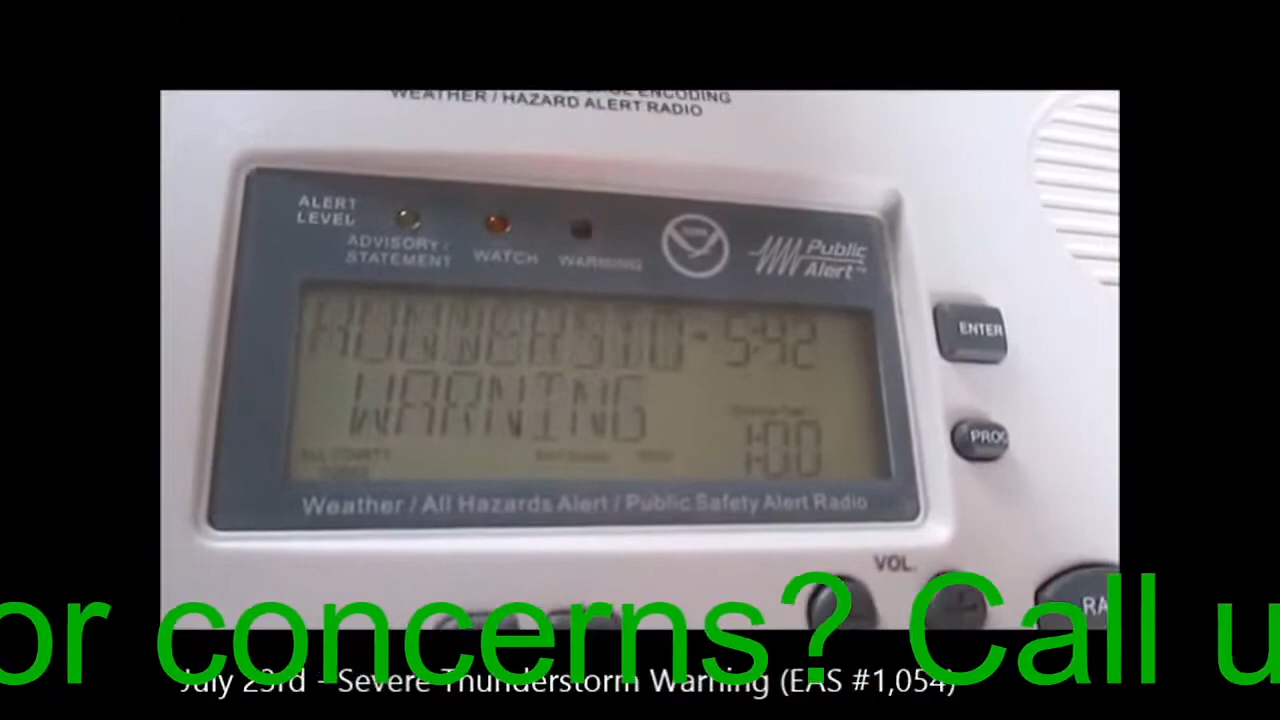 WEATHER / HAZARD ALERT RADIO
ALERT
LEVEL
ADVISORY /
STATEMENT
WATCH
WARNING
Public
Alert
5:42
WARNING
1:00
ENTER
PROG
Weather / All Hazards Alert / Public Safety Alert Radio
VOL.
or concerns? Call u
July 23rd - Severe Thunderstorm Warning (EAS #1,054)